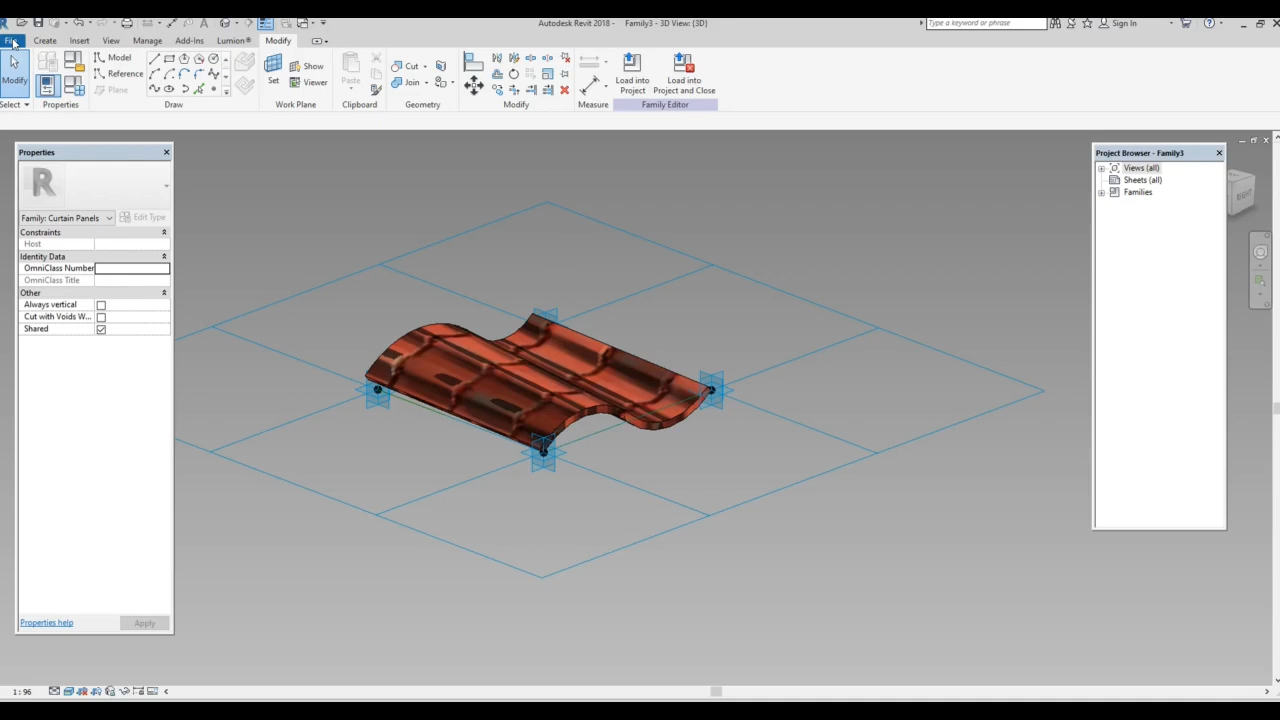 Autodesk Revit 2018 - Family3 - 3D View: {3D}
Type a keyword or phrase
Sign In
File Create Insert View Manage Add-Ins Lumion® Modify
Modify
Model
Reference
Plane
Set
Show
Viewer
Paste
Cut
Join
Load into
Project
Load into
Project and Close
Select Properties Draw Work Plane Clipboard Geometry Modify Measure Family Editor
Properties
R
Family: Curtain Panels Edit Type
Constraints
Host
Identity Data
OmniClass Number
OmniClass Title
Other
Always vertical
Cut with Voids W...
Shared
Properties help Apply
Project Browser - Family3
Views (all)
Sheets (all)
Families
RIGHT
1 : 96